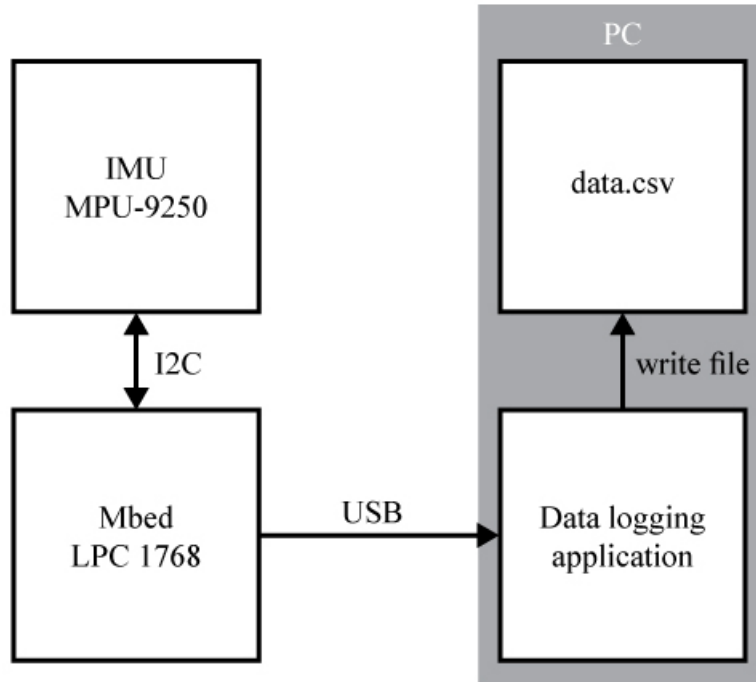 PC
IMU
MPU-9250
data.csv
I2C
write file
Mbed
LPC 1768
USB
Data logging
application